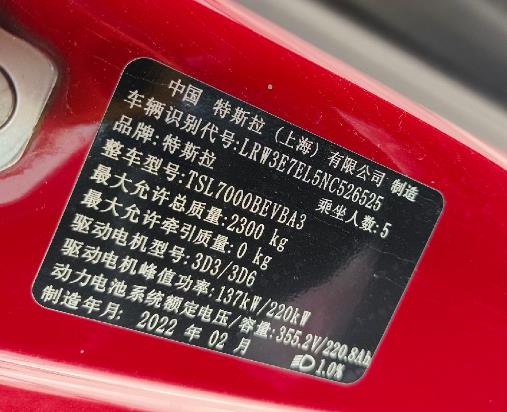 中国 特斯拉（上海）有限公司 制造
车辆识别代号:LRW3E7EL5NC526525
品牌:特斯拉 乘坐人数:5
整车型号:TSL7000BEVBA3
最大允许总质量:2300 kg
最大允许牵引质量:0 kg
驱动电机型号:3D3/3D6
驱动电机峰值功率:137kW/220kW
动力电池系统额定电压/容量:355.2V/220.8Ah
制造年月: 2022 年 02 月 1.0%